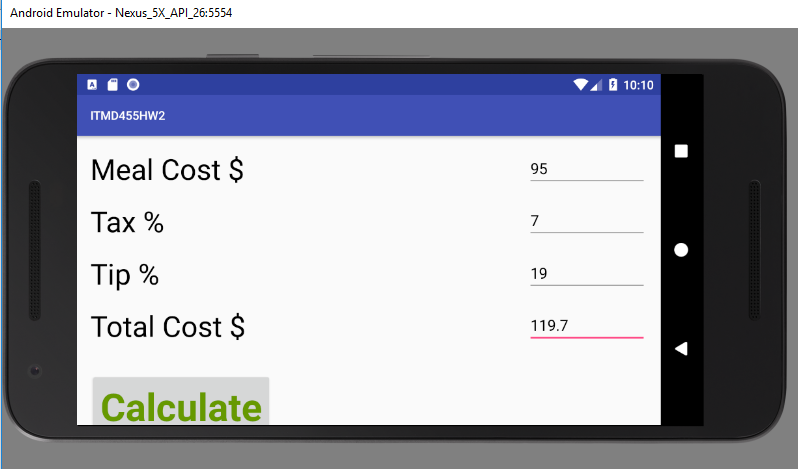 Android Emulator - Nexus_5X_API_26:5554
A
10:10
ITMD455HW2
Meal Cost $ 95
Tax % 7
Tip % 19
Total Cost $ 119.7
Calculate